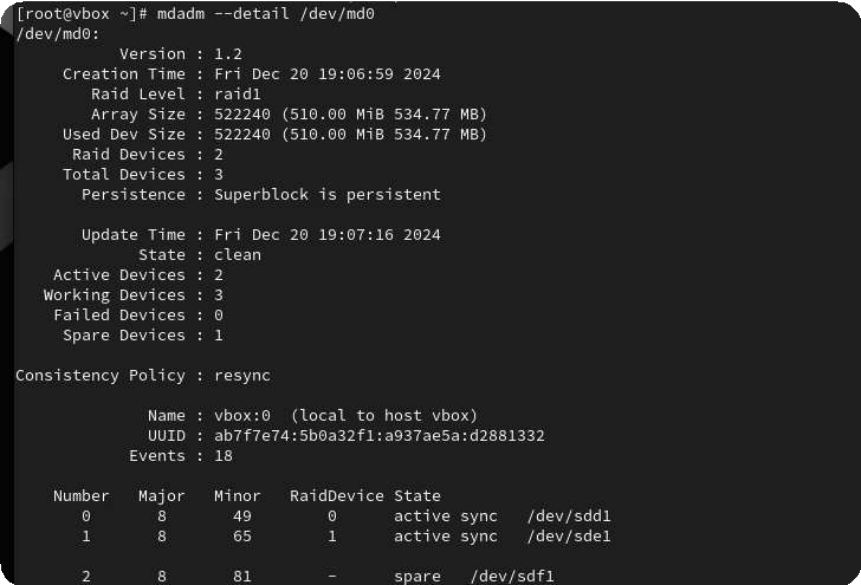 [root@vbox ~]# mdadm --detail /dev/md0
/dev/md0:
Version : 1.2
Creation Time : Fri Dec 20 19:06:59 2024
Raid Level : raid1
Array Size : 522240 (510.00 MiB 534.77 MB)
Used Dev Size : 522240 (510.00 MiB 534.77 MB)
Raid Devices : 2
Total Devices : 3
Persistence : Superblock is persistent
Update Time : Fri Dec 20 19:07:16 2024
State : clean
Active Devices : 2
Working Devices : 3
Failed Devices : 0
Spare Devices : 1
Consistency Policy : resync
Name : vbox:0  (local to host vbox)
UUID : ab7f7e74:5b0a32f1:a937ae5a:d2881332
Events : 18
Number   Major   Minor   RaidDevice State
0       8       49        0      active sync   /dev/sdd1
1       8       65        1      active sync   /dev/sde1
2       8       81        -      spare   /dev/sdf1